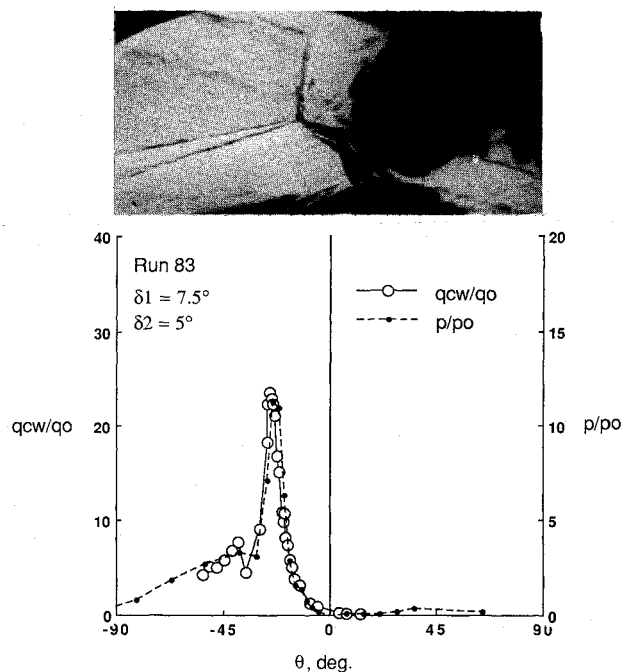 40
30
20
10
0
qcw/qo
Run 83
δ1 = 7.5°
δ2 = 5°
qcw/qo
p/po
20
15
10
5
0
p/po
-90
-45
0
45
90
θ, deg.